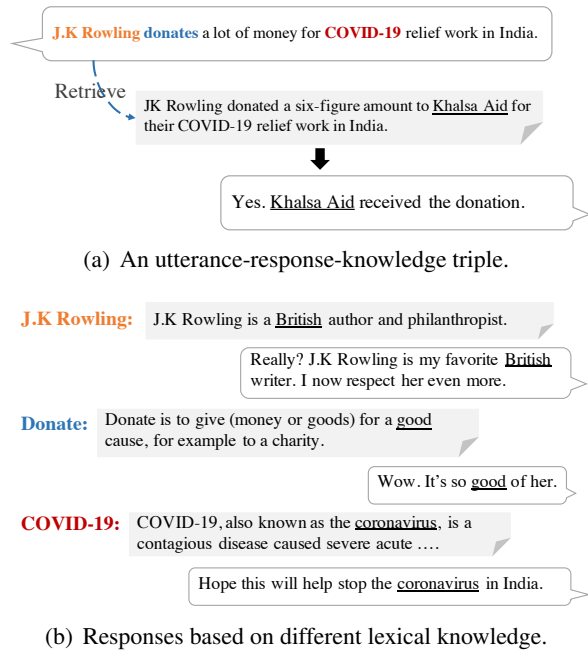 J.K Rowling donates a lot of money for COVID-19 relief work in India.
Retrieve
JK Rowling donated a six-figure amount to Khalsa Aid for
their COVID-19 relief work in India.
Yes. Khalsa Aid received the donation.
(a) An utterance-response-knowledge triple.
J.K Rowling: J.K Rowling is a British author and philanthropist.
Really? J.K Rowling is my favorite British
writer. I now respect her even more.
Donate: Donate is to give (money or goods) for a good
cause, for example to a charity.
Wow. It's so good of her.
COVID-19: COVID-19, also known as the coronavirus, is a
contagious disease caused severe acute ….
Hope this will help stop the coronavirus in India.
(b) Responses based on different lexical knowledge.